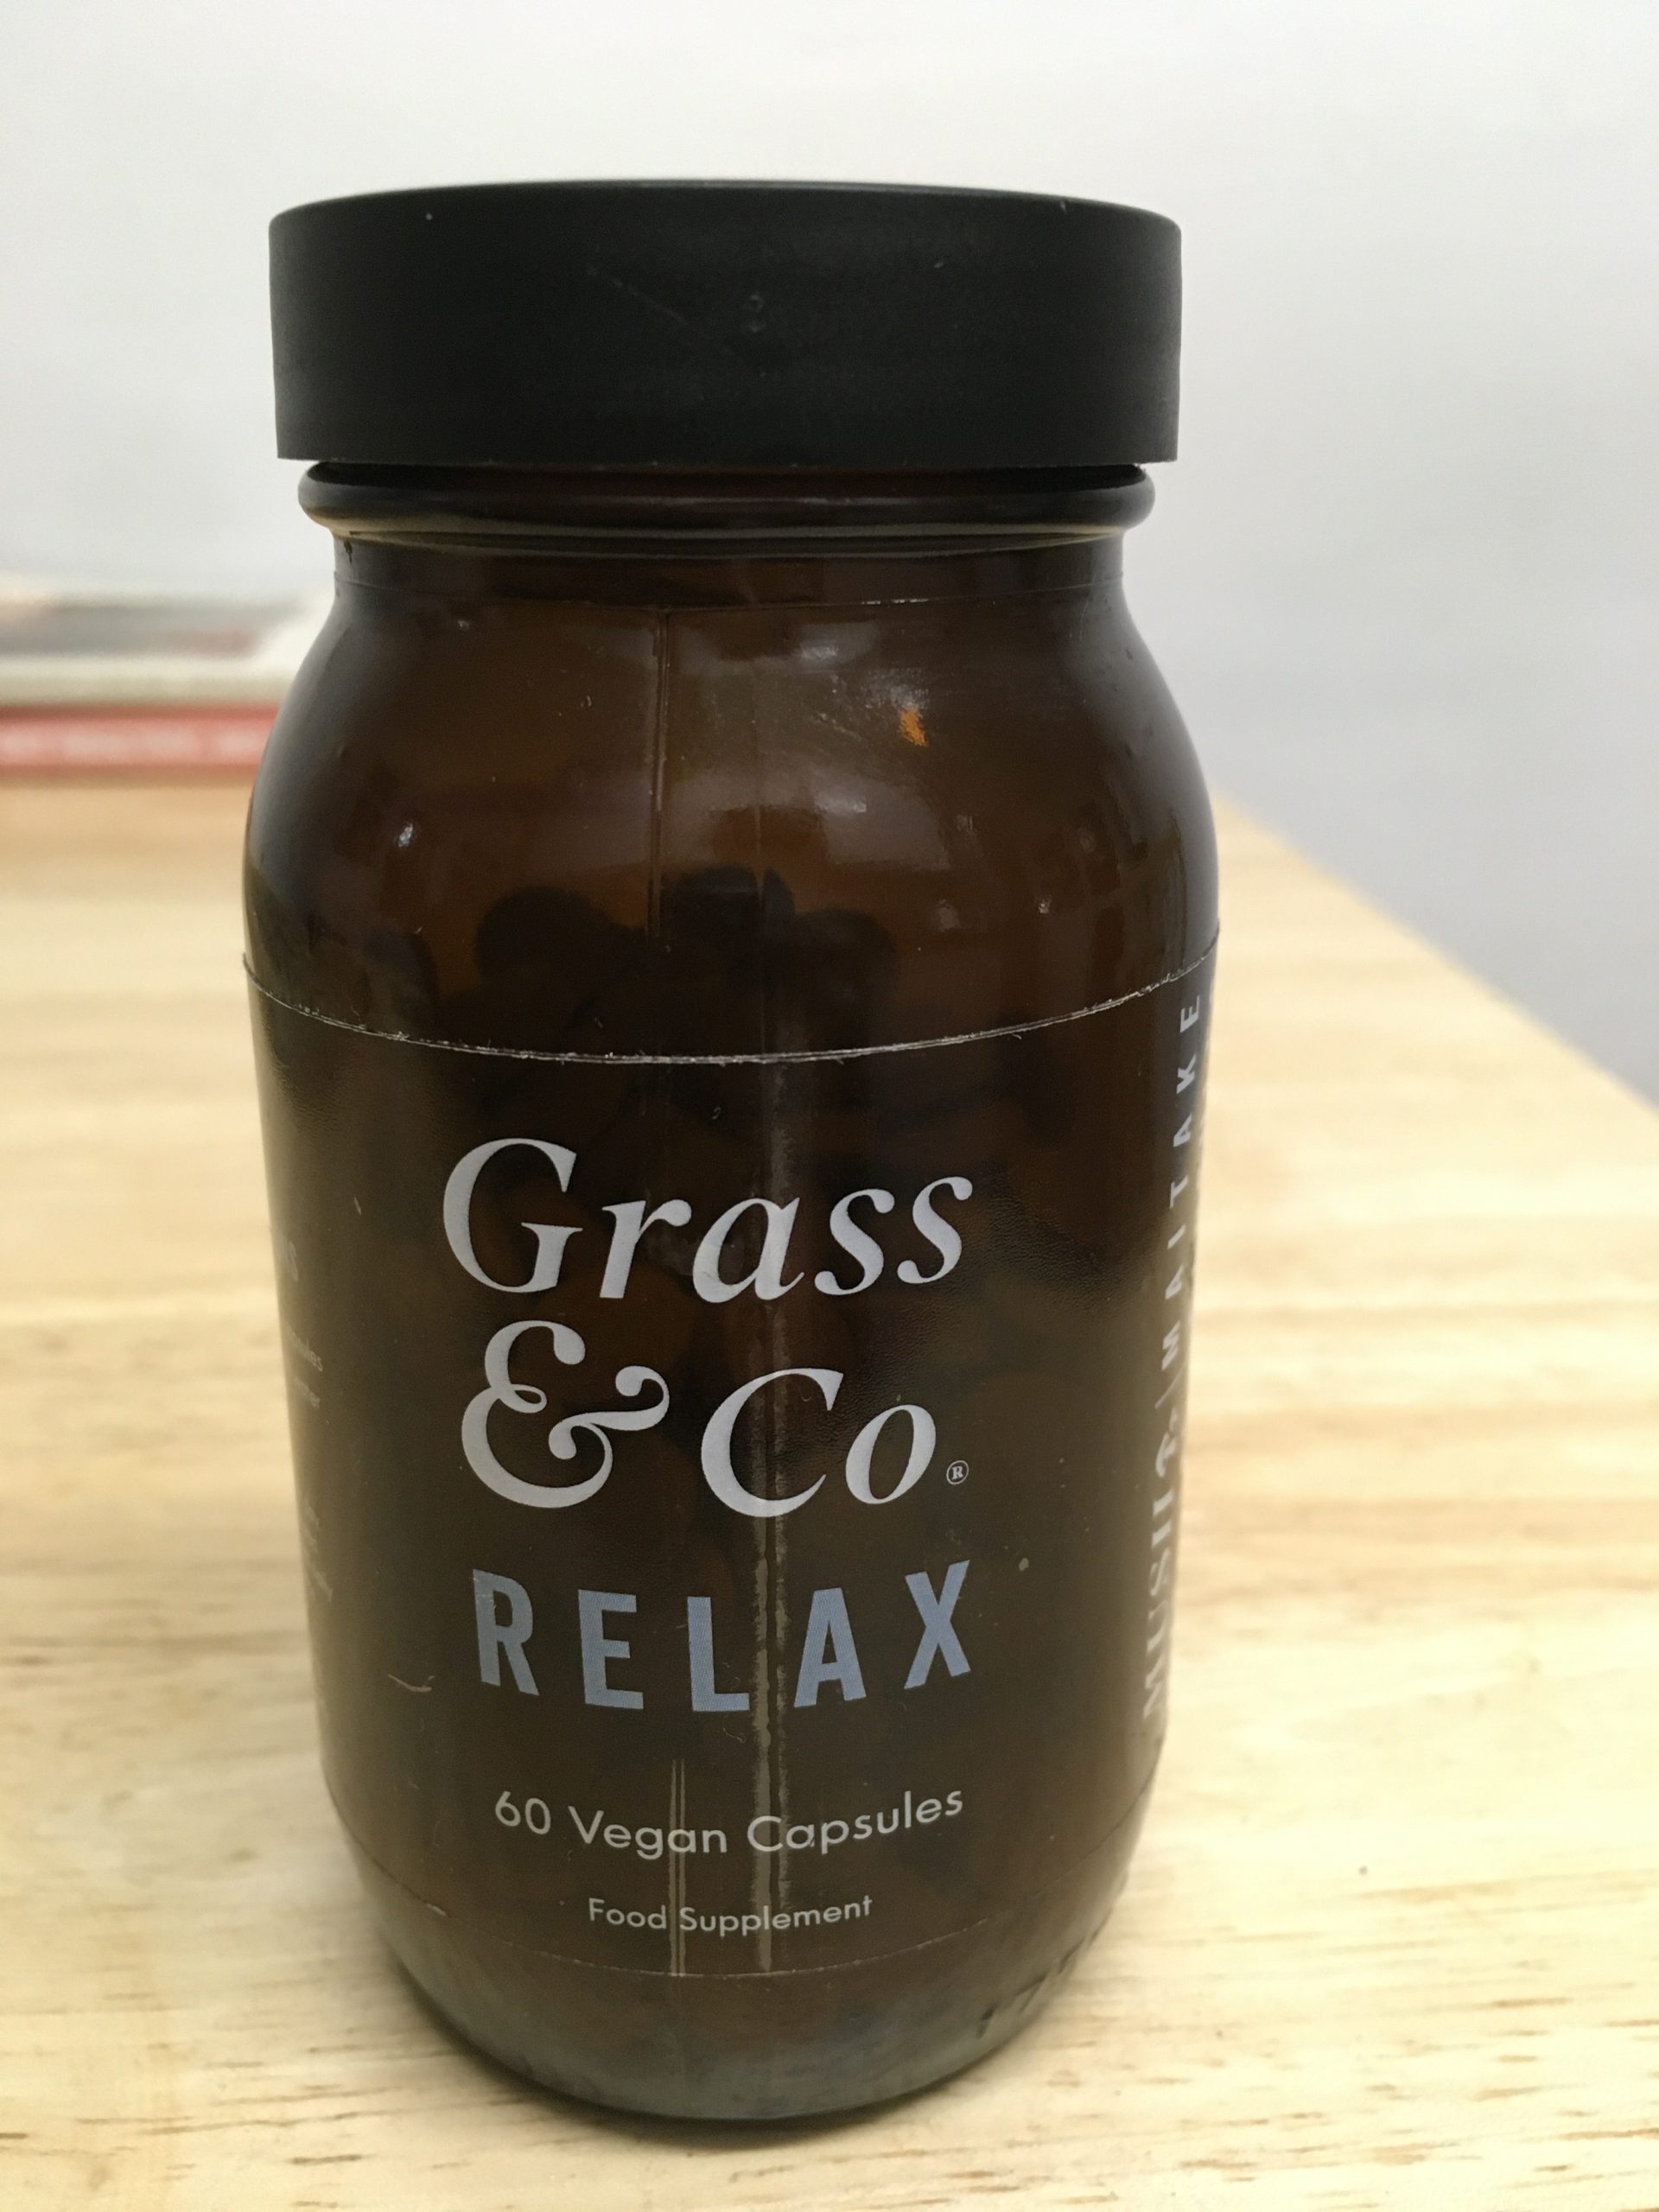 Grass
& Co®
RELAX
60 Vegan Capsules
Food Supplement
MAITAKE